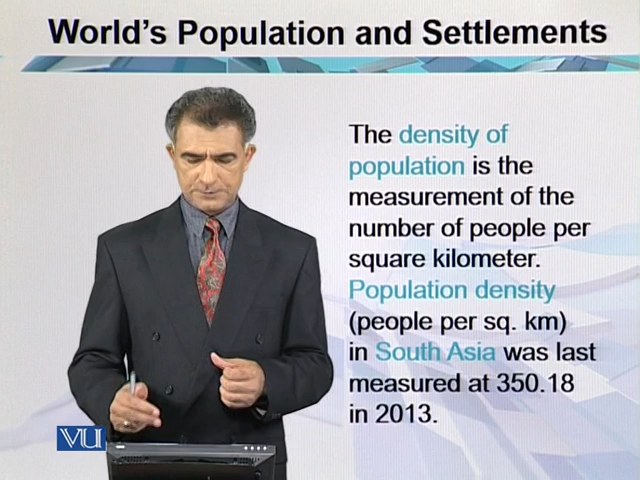 World's Population and Settlements
The density of
population is the
measurement of the
number of people per
square kilometer.
Population density
(people per sq. km)
in South Asia was last
measured at 350.18
in 2013.
VU